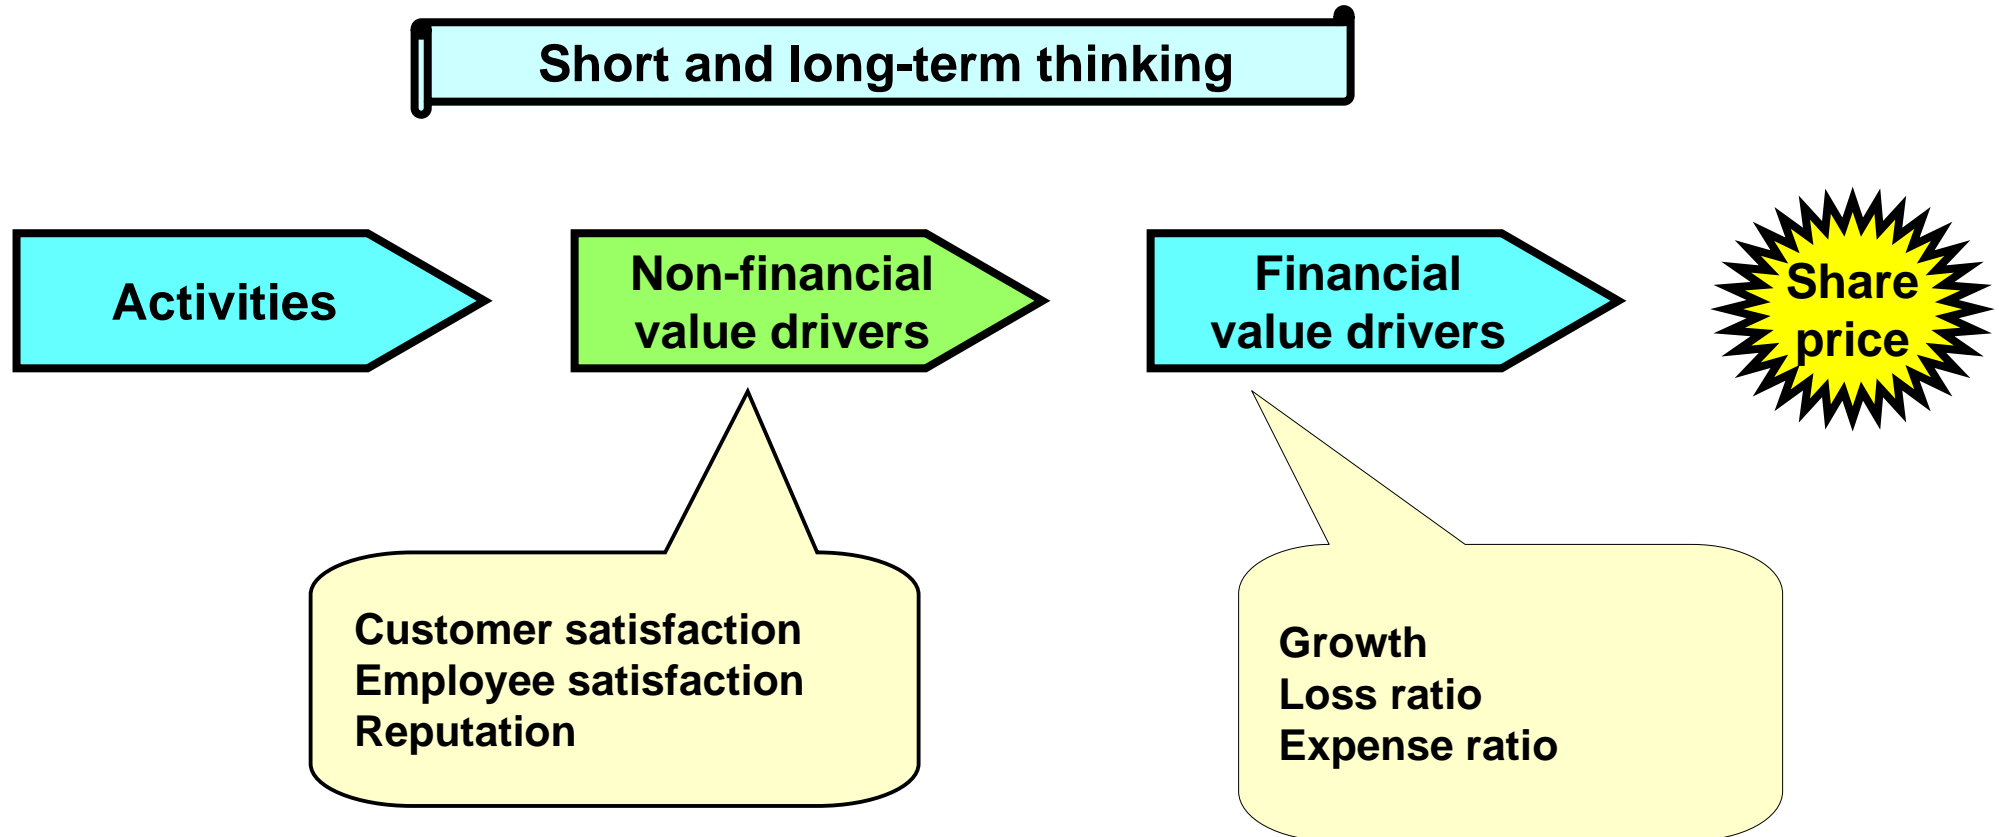 Short and long-term thinking
Activities
Non-financial
value drivers
Financial
value drivers
Share
price
Customer satisfaction
Employee satisfaction
Reputation
Growth
Loss ratio
Expense ratio